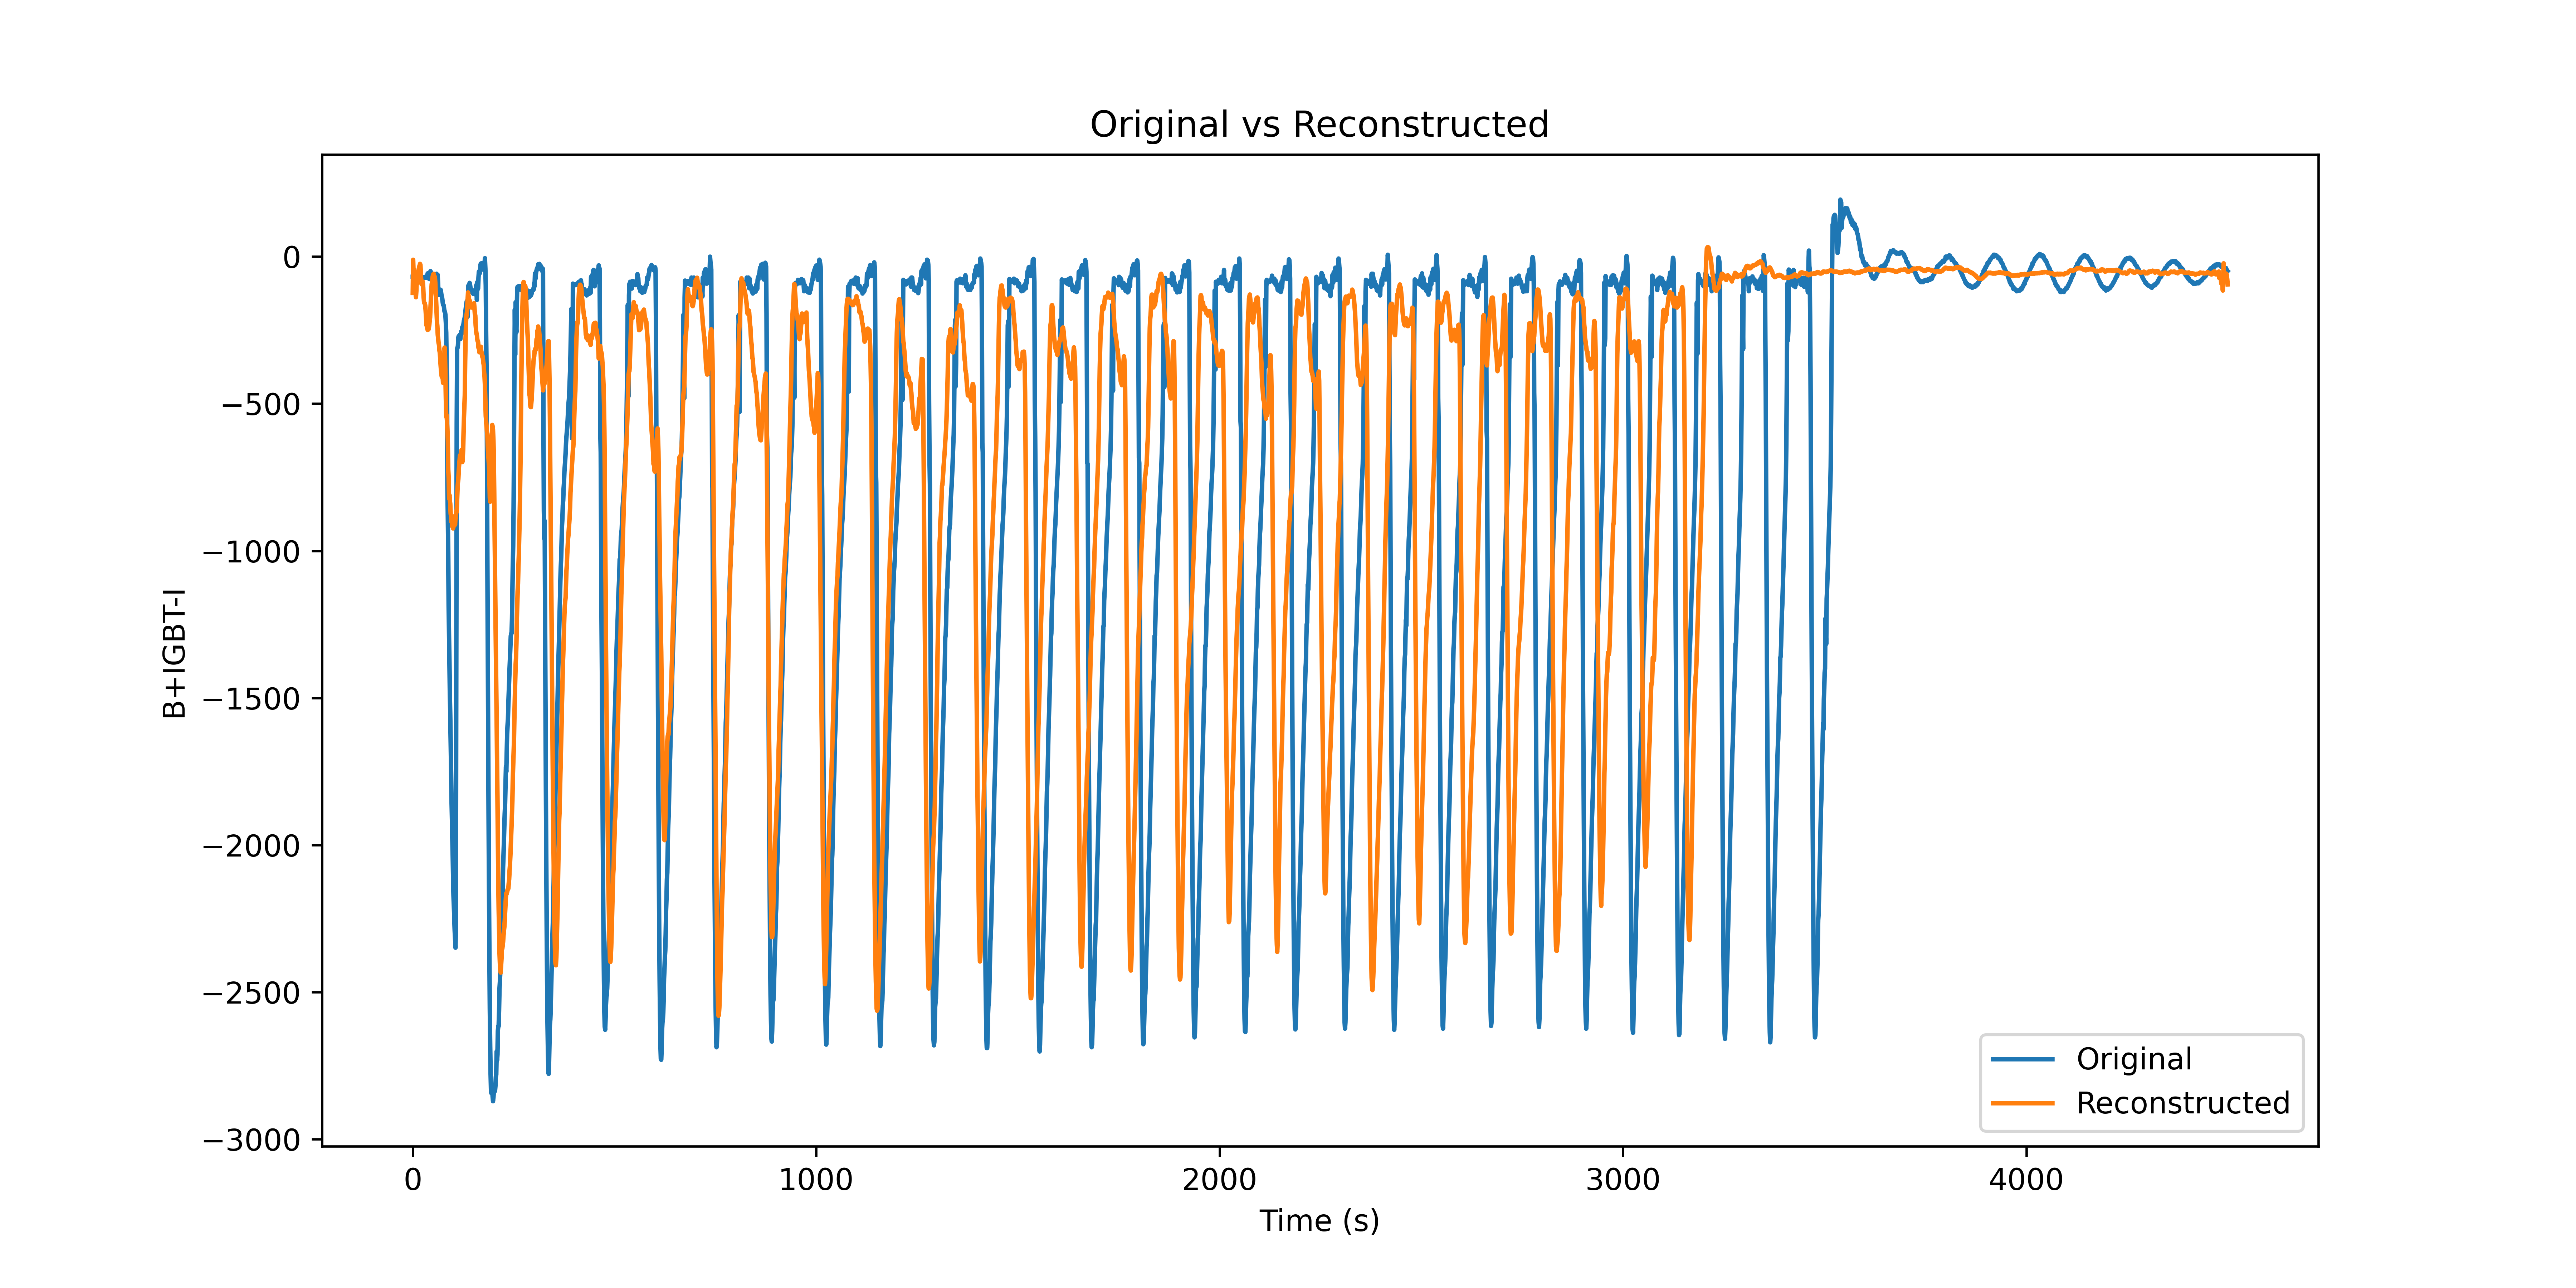 Original vs Reconstructed
B+IGBT-I
0
−500
−1000
−1500
−2000
−2500
−3000
0 1000 2000 3000 4000
Time (s)
Original
Reconstructed